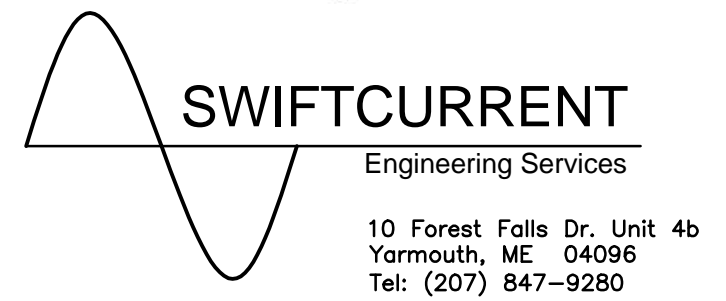 SWIFTCURRENT
Engineering Services
10 Forest Falls Dr. Unit 4b
Yarmouth, ME 04096
Tel: (207) 847-9280